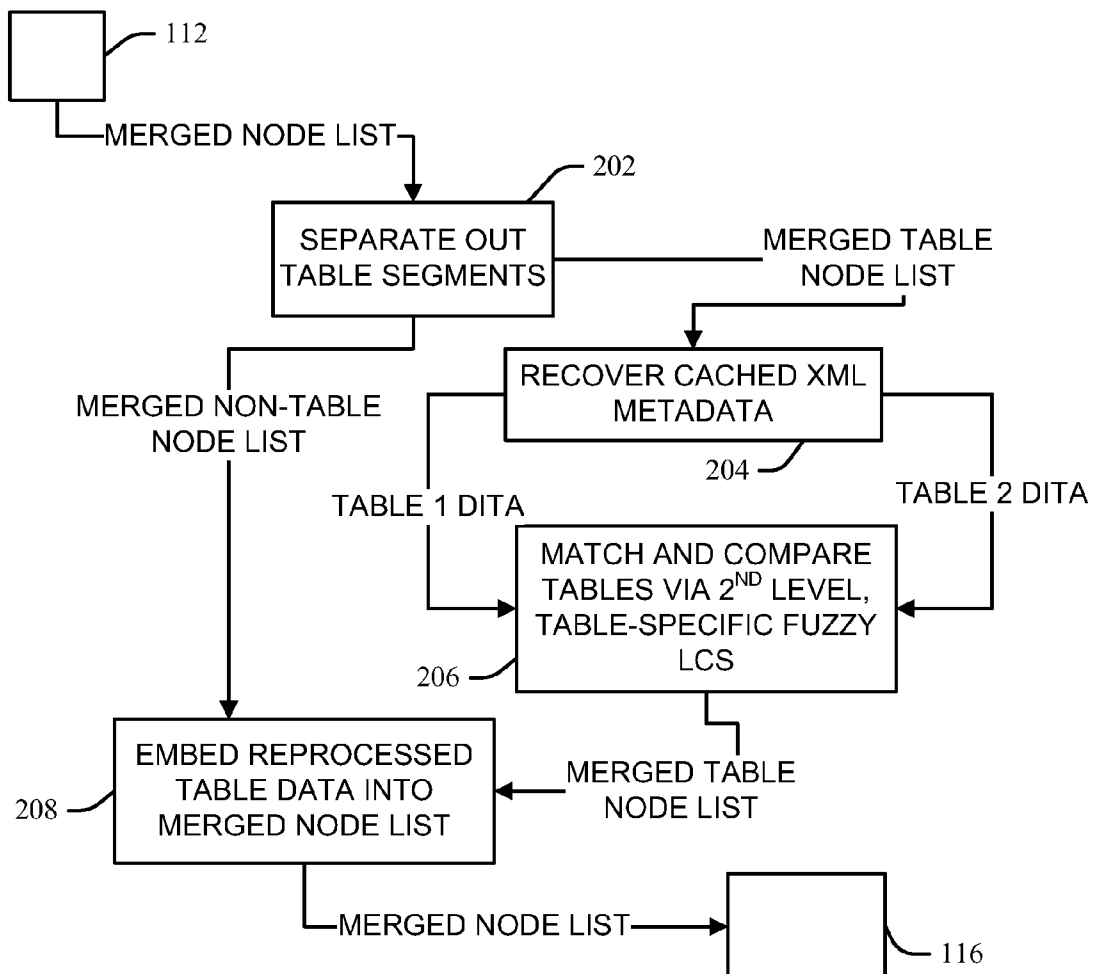 112
MERGED NODE LIST
202
SEPARATE OUT
TABLE SEGMENTS
MERGED TABLE
NODE LIST
RECOVER CACHED XML
METADATA
204
MERGED NON-TABLE
NODE LIST
TABLE 1 DITA
TABLE 2 DITA
MATCH AND COMPARE
TABLES VIA 2ND LEVEL,
TABLE-SPECIFIC FUZZY
LCS
206
EMBED REPROCESSED
TABLE DATA INTO
MERGED NODE LIST
208
MERGED TABLE
NODE LIST
MERGED NODE LIST
116